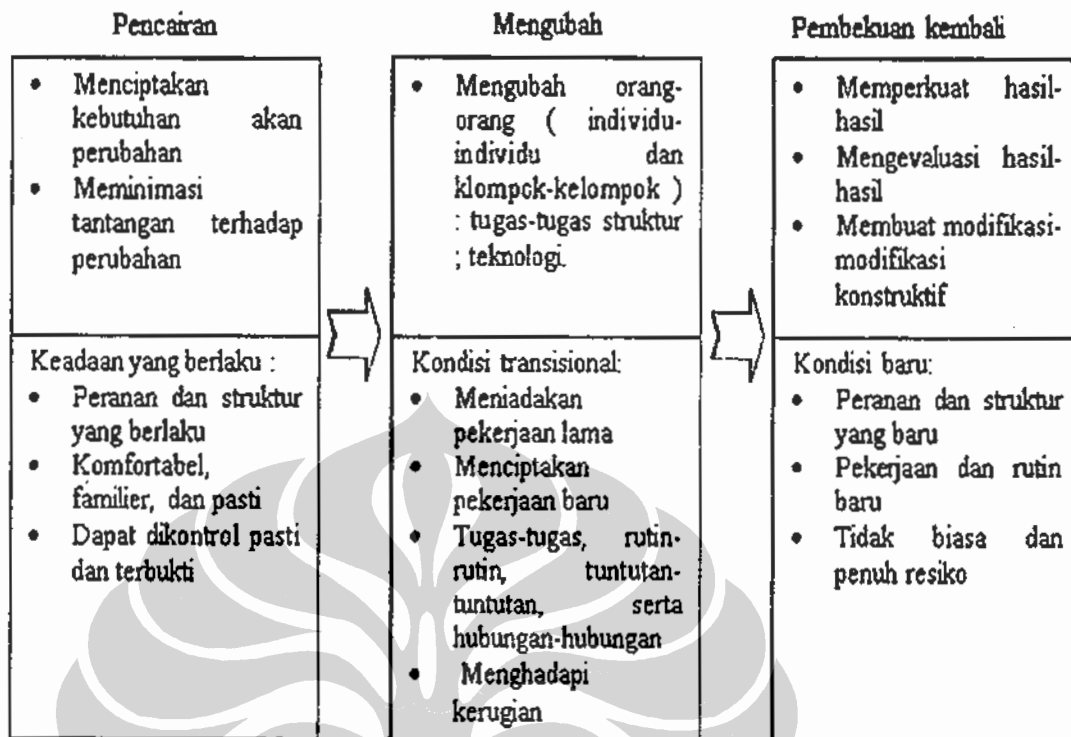 Pencairan
• Menciptakan
kebutuhan akan
perubahan
• Meminimasi
tantangan terhadap
perubahan
Keadaan yang berlaku :
• Peranan dan struktur
yang berlaku
• Komfortabel,
familier, dan pasti
• Dapat dikontrol pasti
dan terbukti
Mengubah
• Mengubah orang-
orang ( individu-
individu dan
klompok-kelompok )
: tugas-tugas struktur
; teknologi.
Kondisi transisional:
• Meniadakan
pekerjaan lama
• Menciptakan
pekerjaan baru
• Tugas-tugas, rutin-
rutin, tuntutan-
tuntutan, serta
hubungan-hubungan
• Menghadapi
kerugian
Pembekuan kembali
• Memperkuat hasil-
hasil
• Mengevaluasi hasil-
hasil
• Membuat modifikasi-
modifikasi
konstruktif
Kondisi baru:
• Peranan dan struktur
yang baru
• Pekerjaan dan rutin
baru
• Tidak biasa dan
penuh resiko